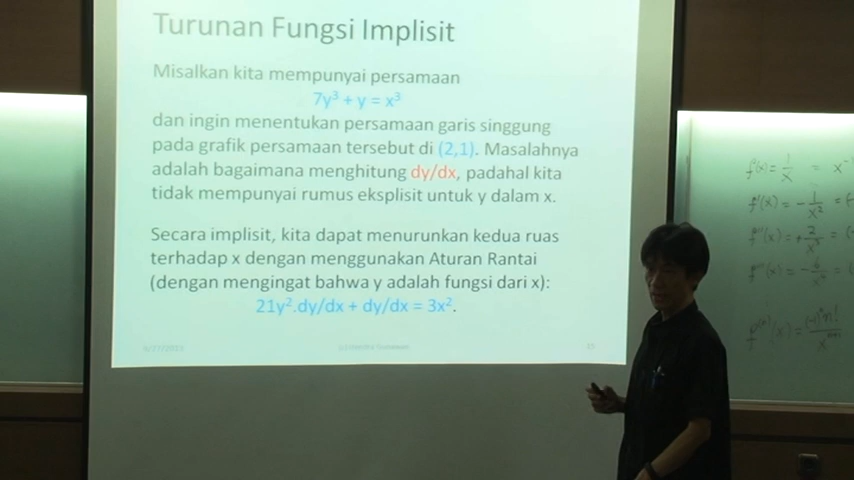 Turunan Fungsi Implisit
Misalkan kita mempunyai persamaan
7y³ + y = x³
dan ingin menentukan persamaan garis singgung
pada grafik persamaan tersebut di (2,1). Masalahnya
adalah bagaimana menghitung dy/dx, padahal kita
tidak mempunyai rumus eksplisit untuk y dalam x.
Secara implisit, kita dapat menurunkan kedua ruas
terhadap x dengan menggunakan Aturan Rantai
(dengan mengingat bahwa y adalah fungsi dari x):
21y².dy/dx + dy/dx = 3x².
f(x) = 1/x = x⁻
f'(x) = - 1/x² =
f''(x) = + 2/x³ =